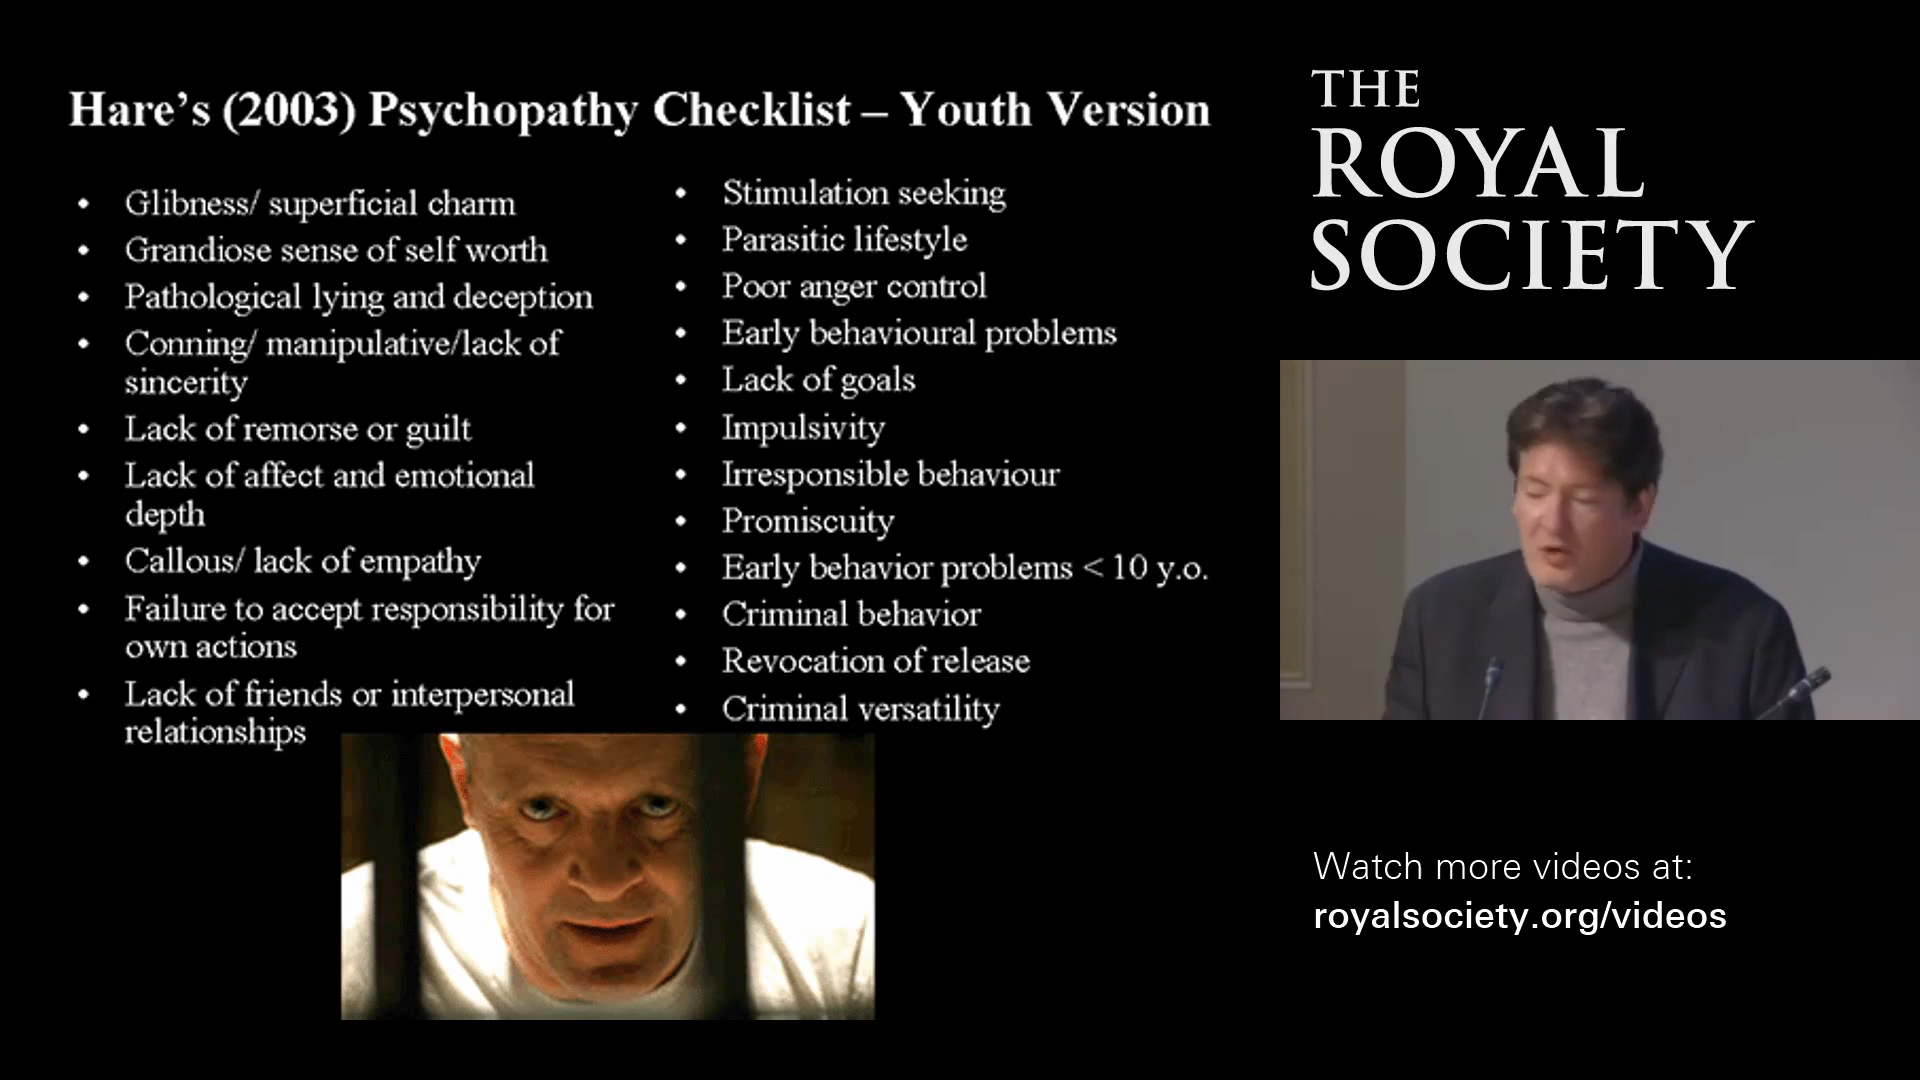 Hare's (2003) Psychopathy Checklist – Youth Version
• Glibness/ superficial charm
• Grandiose sense of self worth
• Pathological lying and deception
• Conning/ manipulative/lack of
sincerity
• Lack of remorse or guilt
• Lack of affect and emotional
depth
• Callous/ lack of empathy
• Failure to accept responsibility for
own actions
• Lack of friends or interpersonal
relationships
• Stimulation seeking
• Parasitic lifestyle
• Poor anger control
• Early behavioural problems
• Lack of goals
• Impulsivity
• Irresponsible behaviour
• Promiscuity
• Early behavior problems < 10 y.o.
• Criminal behavior
• Revocation of release
• Criminal versatility
THE
ROYAL
SOCIETY
Watch more videos at:
royalsociety.org/videos